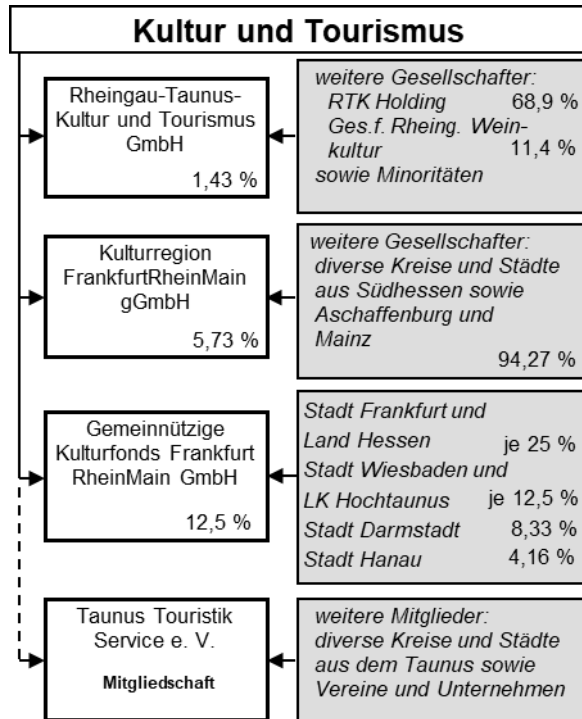 Kultur und Tourismus
Rheingau-Taunus-
Kultur und Tourismus
GmbH
1,43 %
weitere Gesellschafter:
RTK Holding 68,9 %
Ges.f. Rheing. Wein-
kultur 11,4 %
sowie Minoritäten
Kulturregion
FrankfurtRheinMain
gGmbH
5,73 %
weitere Gesellschafter:
diverse Kreise und Städte
aus Südhessen sowie
Aschaffenburg und
Mainz
94,27 %
Gemeinnützige
Kulturfonds Frankfurt
RheinMain GmbH
12,5 %
Stadt Frankfurt und
Land Hessen je 25 %
Stadt Wiesbaden und
LK Hochtaunus je 12,5 %
Stadt Darmstadt 8,33 %
Stadt Hanau 4,16 %
Taunus Touristik
Service e. V.
Mitgliedschaft
weitere Mitglieder:
diverse Kreise und Städte
aus dem Taunus sowie
Vereine und Unternehmen